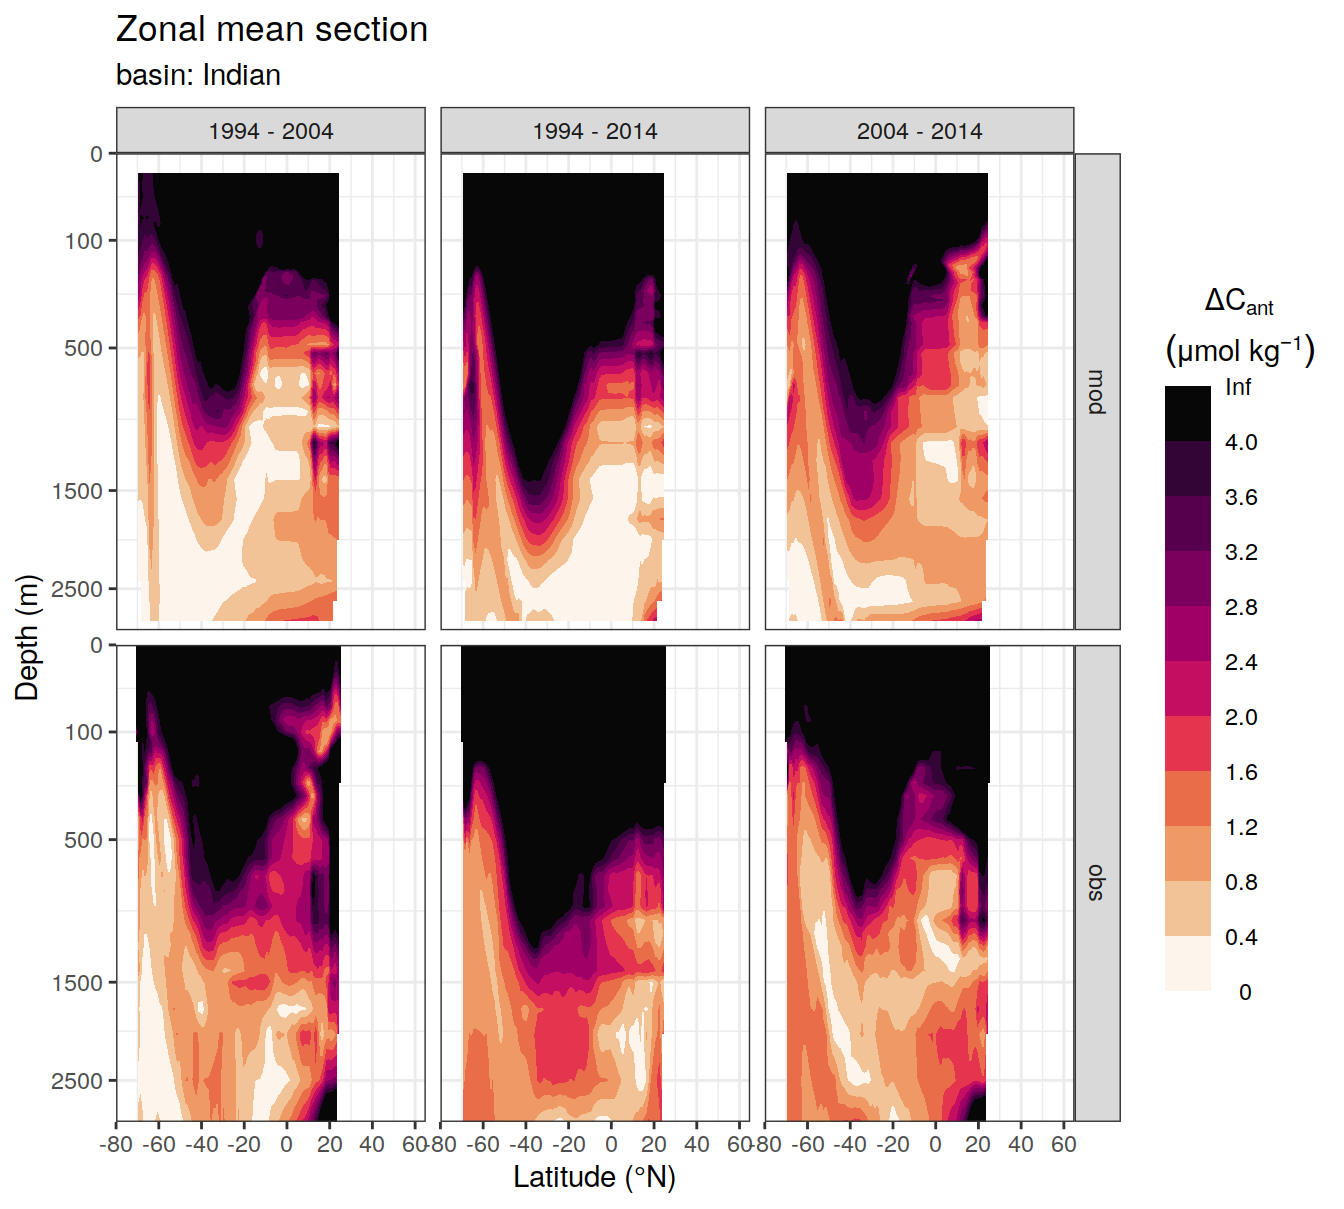 Zonal mean section
basin: Indian
1994 - 2004
1994 - 2014
2004 - 2014
0
100
500
1500
2500
mod
0
100
500
1500
2500
obs
Depth (m)
-80 -60 -40 -20 0 20 40 60
-80 -60 -40 -20 0 20 40 60
-80 -60 -40 -20 0 20 40 60
Latitude (°N)
ΔCant
(μmol kg⁻¹)
Inf
4.0
3.6
3.2
2.8
2.4
2.0
1.6
1.2
0.8
0.4
0